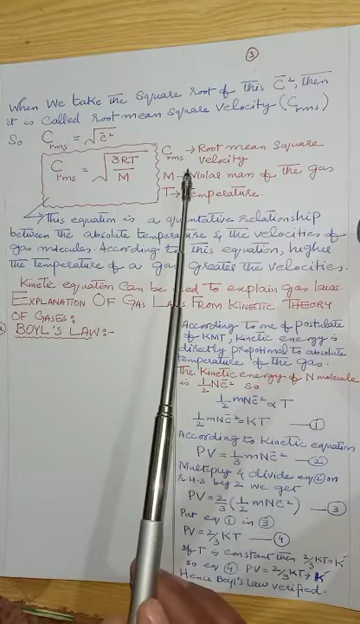 3
When We take the Square root of this C̄², then
it is called root mean Square Velocity (Crms)
So Crms = √c̄²
Crms = √3RT/M
Crms → Root mean Square
Velocity
M → Molar man of the gas
T → Temperature
This equation is a quntative relationship
between the absolute temperature & the velocities of
gas molecules. According to this equation, higher
the temperature of a gas greater the velocities.
Kinetic equation can be used to explain gas laws.
EXPLANATION OF GAS LAWS FROM KINETIC THEORY
OF GASES:
BOYL'S LAW:-
According to one of postulate
of KMT, kinetic energy is
directly propotional to absolute
temperature of the gas.
The kinetic energy of N molecule
is ½Nc̄² so
½mNc̄² ∝ T
½mNc̄² = KT — ①
According to Kinetic equation
PV = ⅓mNc̄² — ②
Multiply & divide eq ② on
R.H.S by 2 we get
PV = ⅔(½mNc̄²) — ③
Put eq ① in ③
PV = 2/3 KT — ④
If T is constant then 2/3KT = K
so eq ④ PV = 2/3KT → K
Hence Boyl's Law verified.